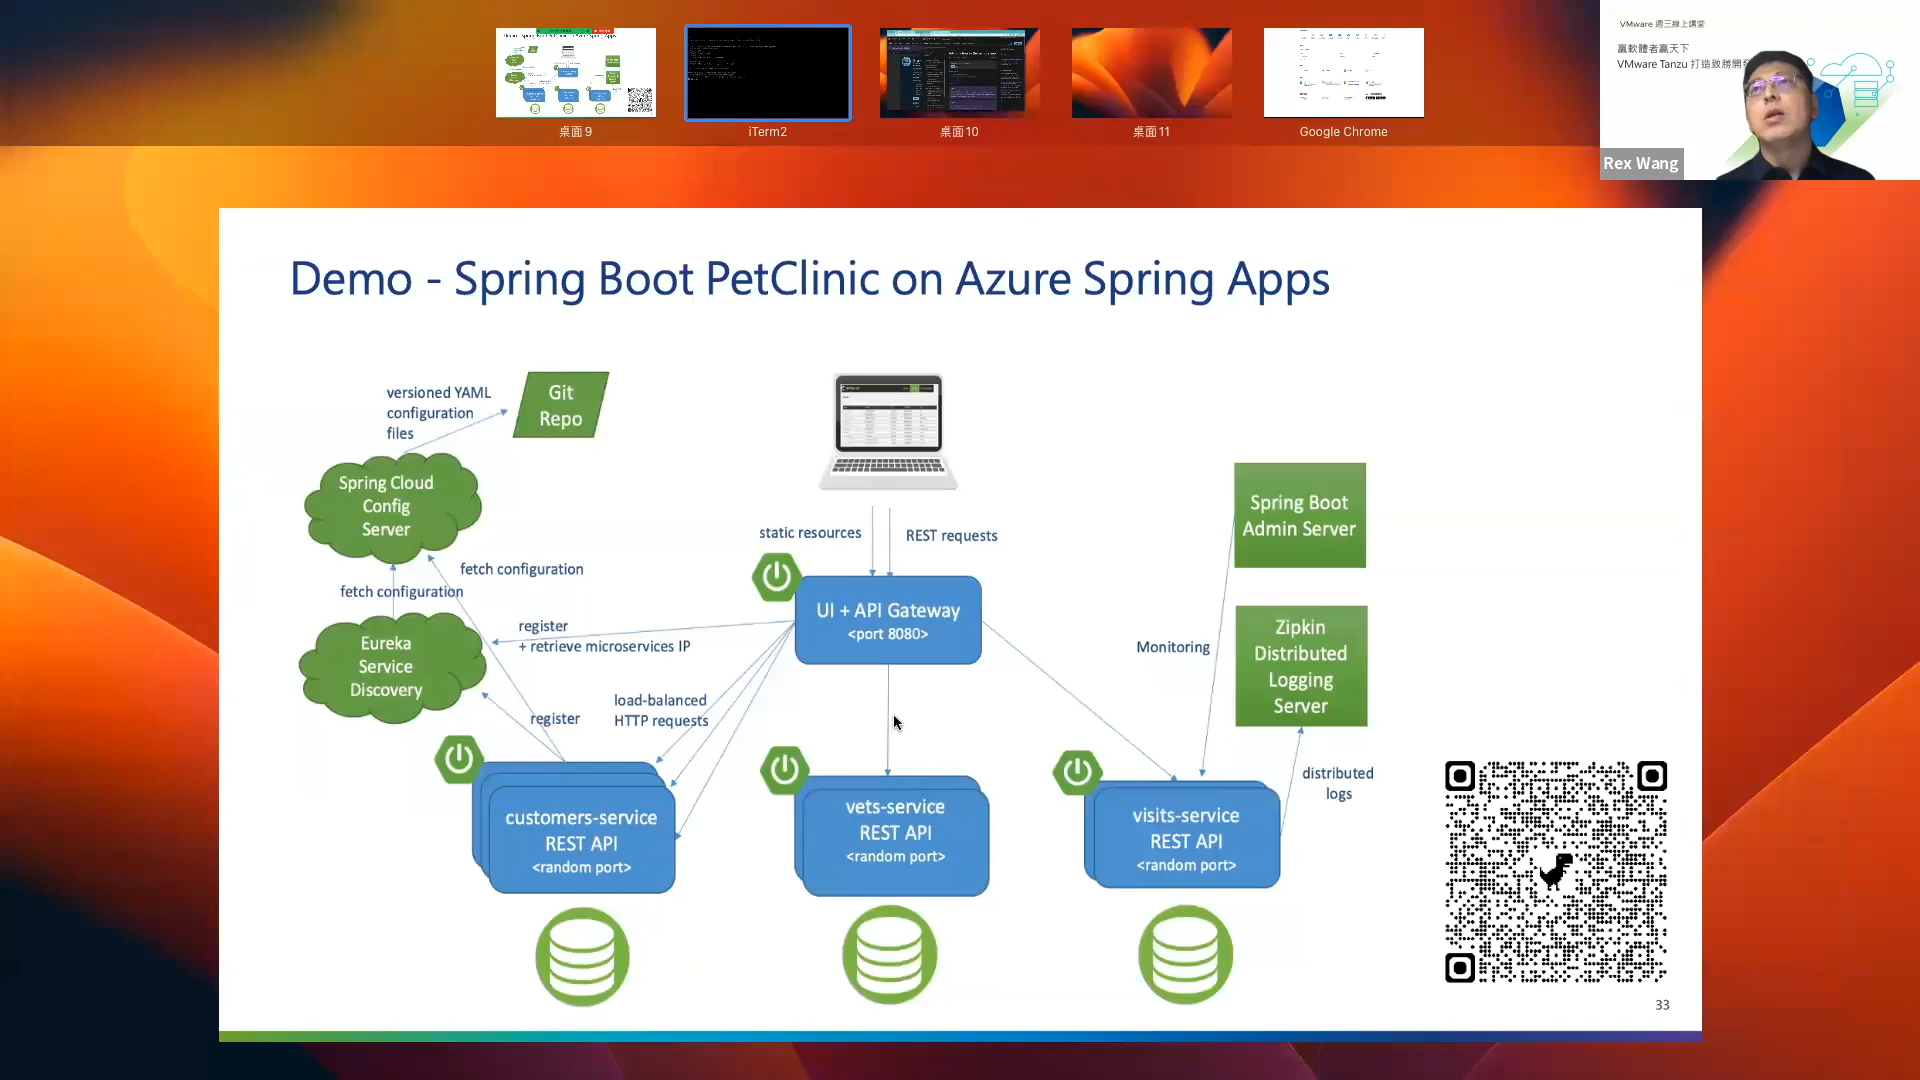 桌面9
iTerm2
桌面10
桌面11
Google Chrome
VMware 週三線上講堂
贏軟體者贏天下
VMware Tanzu 打造致勝開
Rex Wang
Demo - Spring Boot PetClinic on Azure Spring Apps
versioned YAML
configuration
files
Git
Repo
Spring Cloud
Config
Server
fetch configuration
fetch configuration
Eureka
Service
Discovery
register
+ retrieve microservices IP
register
load-balanced
HTTP requests
static resources
REST requests
UI + API Gateway
<port 8080>
Spring Boot
Admin Server
Monitoring
Zipkin
Distributed
Logging
Server
distributed
logs
customers-service
REST API
<random port>
vets-service
REST API
<random port>
visits-service
REST API
<random port>
33